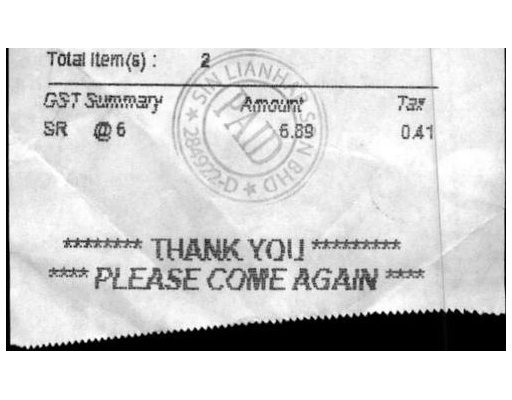 Total Item(s) : 2
GST Summary Amount Tax
SR @ 6 6.89 0.41
SIN LIANHAP SDN BHD
PAID
284922-D
******** THANK YOU *********
**** PLEASE COME AGAIN ****